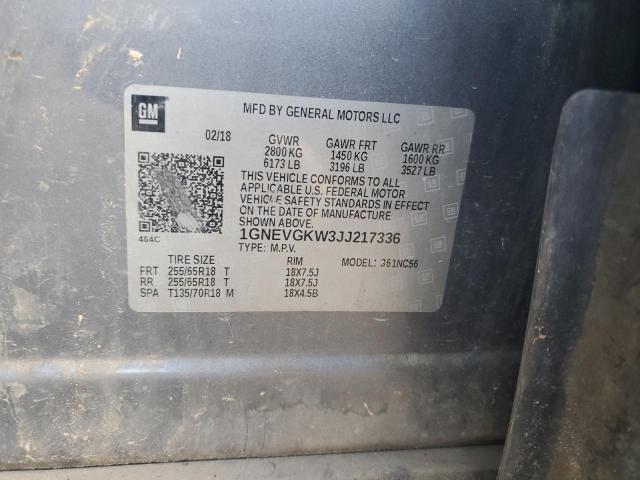 GM
MFD BY GENERAL MOTORS LLC
02/18 GVWR GAWR FRT GAWR RR
2800 KG 1450 KG 1600 KG
6173 LB 3196 LB 3527 LB
THIS VEHICLE CONFORMS TO ALL
APPLICABLE U.S. FEDERAL MOTOR
VEHICLE SAFETY STANDARDS IN EFFECT
ON THE DATE OF MANUFACTURE
SHOWN ABOVE.
1GNEVGKW3JJ217336
464C
TYPE: M.P.V. MODEL: 361NC56
TIRE SIZE RIM
FRT 255/65R18 T 18X7.5J
RR 255/65R18 T 18X7.5J
SPA T135/70R18 M 18X4.5B